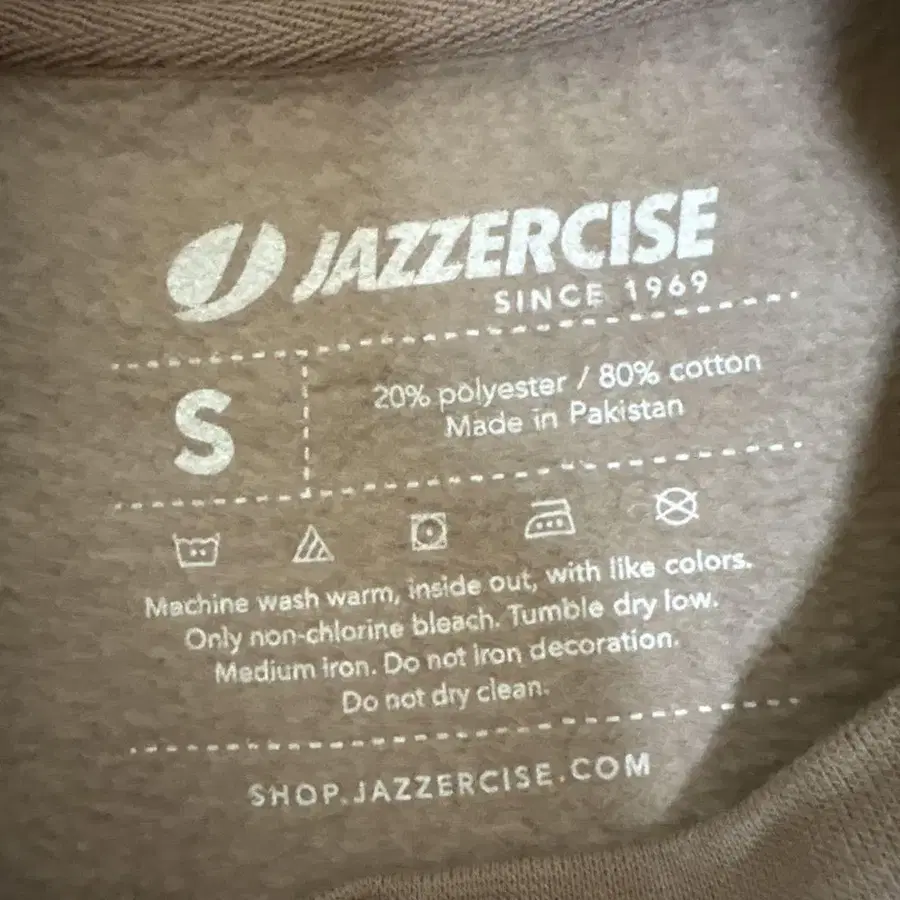 JAZZERCISE
SINCE 1969
S
20% polyester / 80% cotton
Made in Pakistan
Machine wash warm, inside out, with like colors.
Only non-chlorine bleach. Tumble dry low.
Medium iron. Do not iron decoration.
Do not dry clean.
SHOP.JAZZERCISE.COM